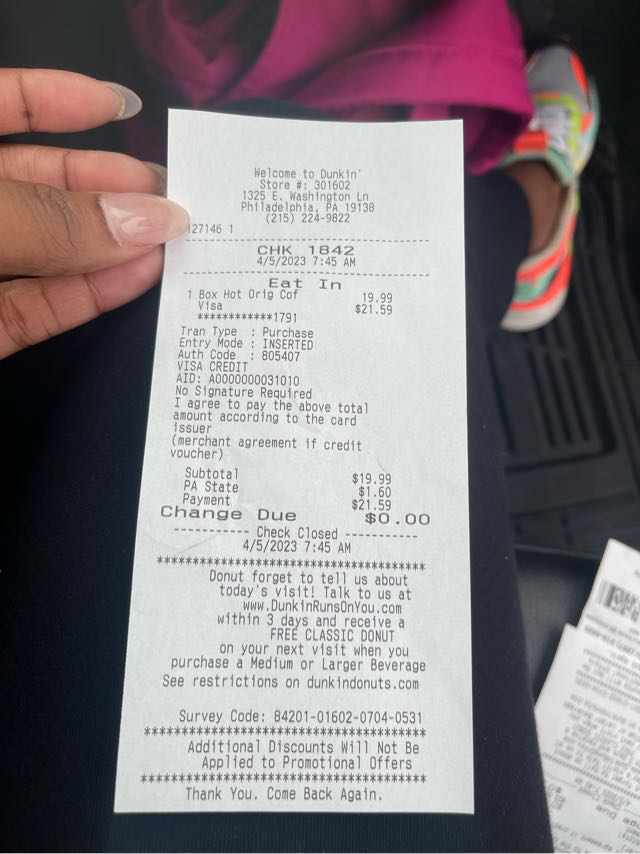 Welcome to Dunkin'
Store #: 301602
1325 E. Washington Ln
Philadelphia, PA 19138
(215) 224-9822
127146 1
CHK 1842
4/5/2023 7:45 AM
Eat In
1 Box Hot Orig Cof 19.99
Visa $21.59
************1791
Tran Type : Purchase
Entry Mode : INSERTED
Auth Code : 805407
VISA CREDIT
AID: A0000000031010
No Signature Required
I agree to pay the above total
amount according to the card
issuer
(merchant agreement if credit
voucher)
Subtotal $19.99
PA State $1.60
Payment $21.59
Change Due $0.00
---------- Check Closed -----------
4/5/2023 7:45 AM
**************************************
Donut forget to tell us about
today's visit! Talk to us at
www.DunkinRunsOnYou.com
within 3 days and receive a
FREE CLASSIC DONUT
on your next visit when you
purchase a Medium or Larger Beverage
See restrictions on dunkindonuts.com
Survey Code: 84201-01602-0704-0531
**************************************
Additional Discounts Will Not Be
Applied to Promotional Offers
**************************************
Thank You. Come Back Again.